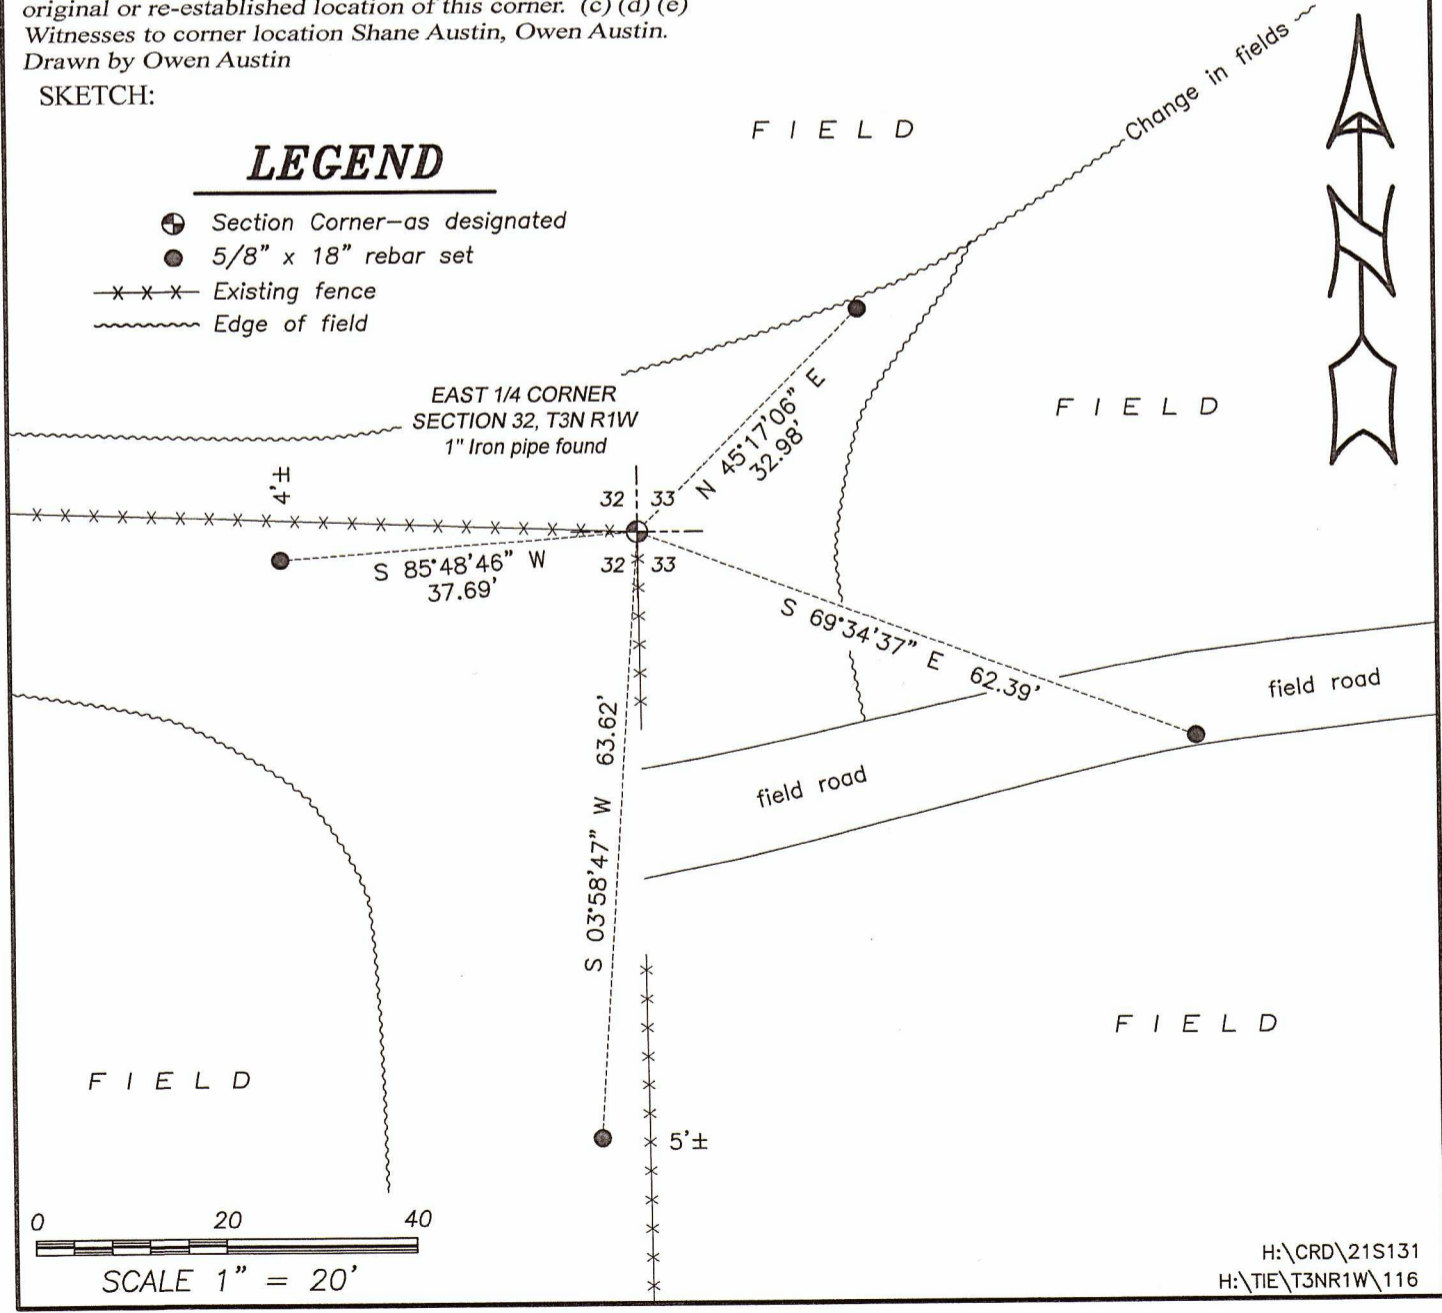 original or re-established location of this corner. (c) (d) (e)
Witnesses to corner location Shane Austin, Owen Austin.
Drawn by Owen Austin
SKETCH:
LEGEND
Section Corner-as designated
5/8" x 18" rebar set
Existing fence
Edge of field
FIELD
Change in fields
N
EAST 1/4 CORNER
SECTION 32, T3N R1W
1" Iron pipe found
N 45°17'06" E
32.98'
FIELD
4'±
32 33
32 33
S 85°48'46" W
37.69'
S 69°34'37" E 62.39'
field road
field road
S 03°58'47" W 63.62'
FIELD
FIELD
5'±
0 20 40
SCALE 1" = 20'
H:\CRD\21S131
H:\TIE\T3NR1W\116